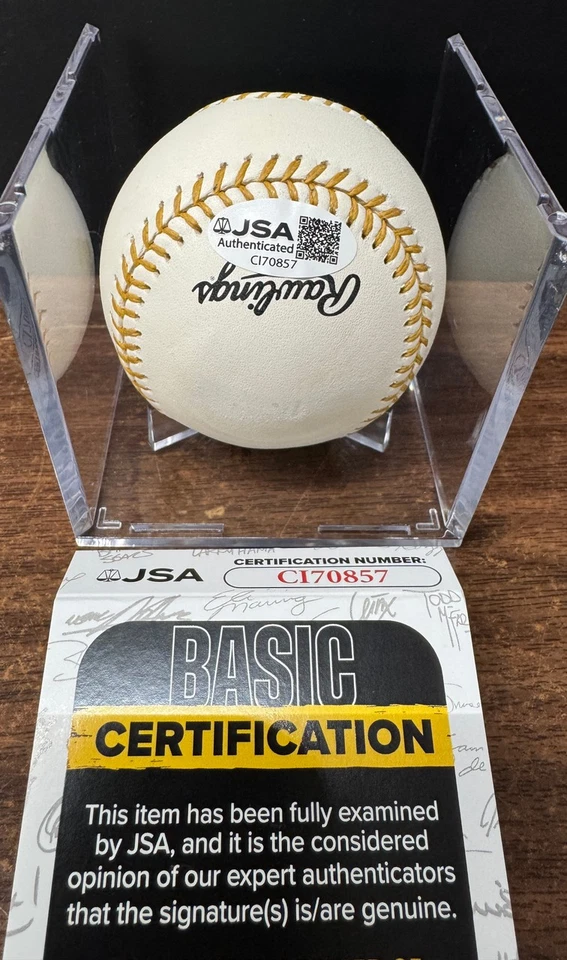 JSA
Authenticated
CI70857
Rawlings
JSA
CERTIFICATION NUMBER:
CI70857
BASIC
CERTIFICATION
This item has been fully examined
by JSA, and it is the considered
opinion of our expert authenticators
that the signature(s) is/are genuine.